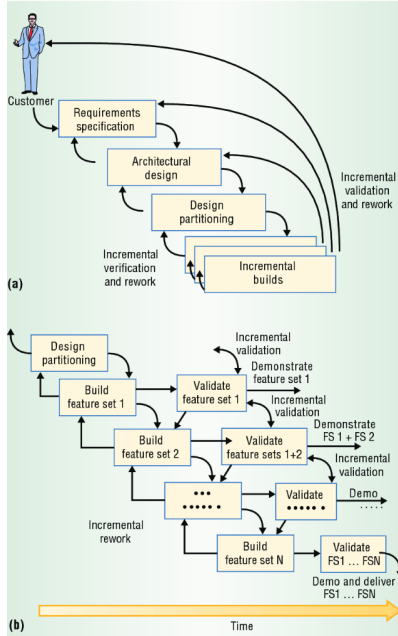 Customer
Requirements
specification
Architectural
design
Design
partitioning
Incremental
validation
and rework
Incremental
verification
and rework
Incremental
builds
(a)
Incremental
validation
Design
partitioning
Demonstrate
feature set 1
Build
feature set 1
Validate
feature set 1
Incremental
validation
Demonstrate
FS 1 + FS 2
Build
feature set 2
Validate
feature sets 1+2
Incremental
validation
•••
••••••
Validate
••••••
Demo
.....
Incremental
rework
Build
feature set N
Validate
FS1 ... FSN
Demo and deliver
FS1 ... FSN
(b)
Time